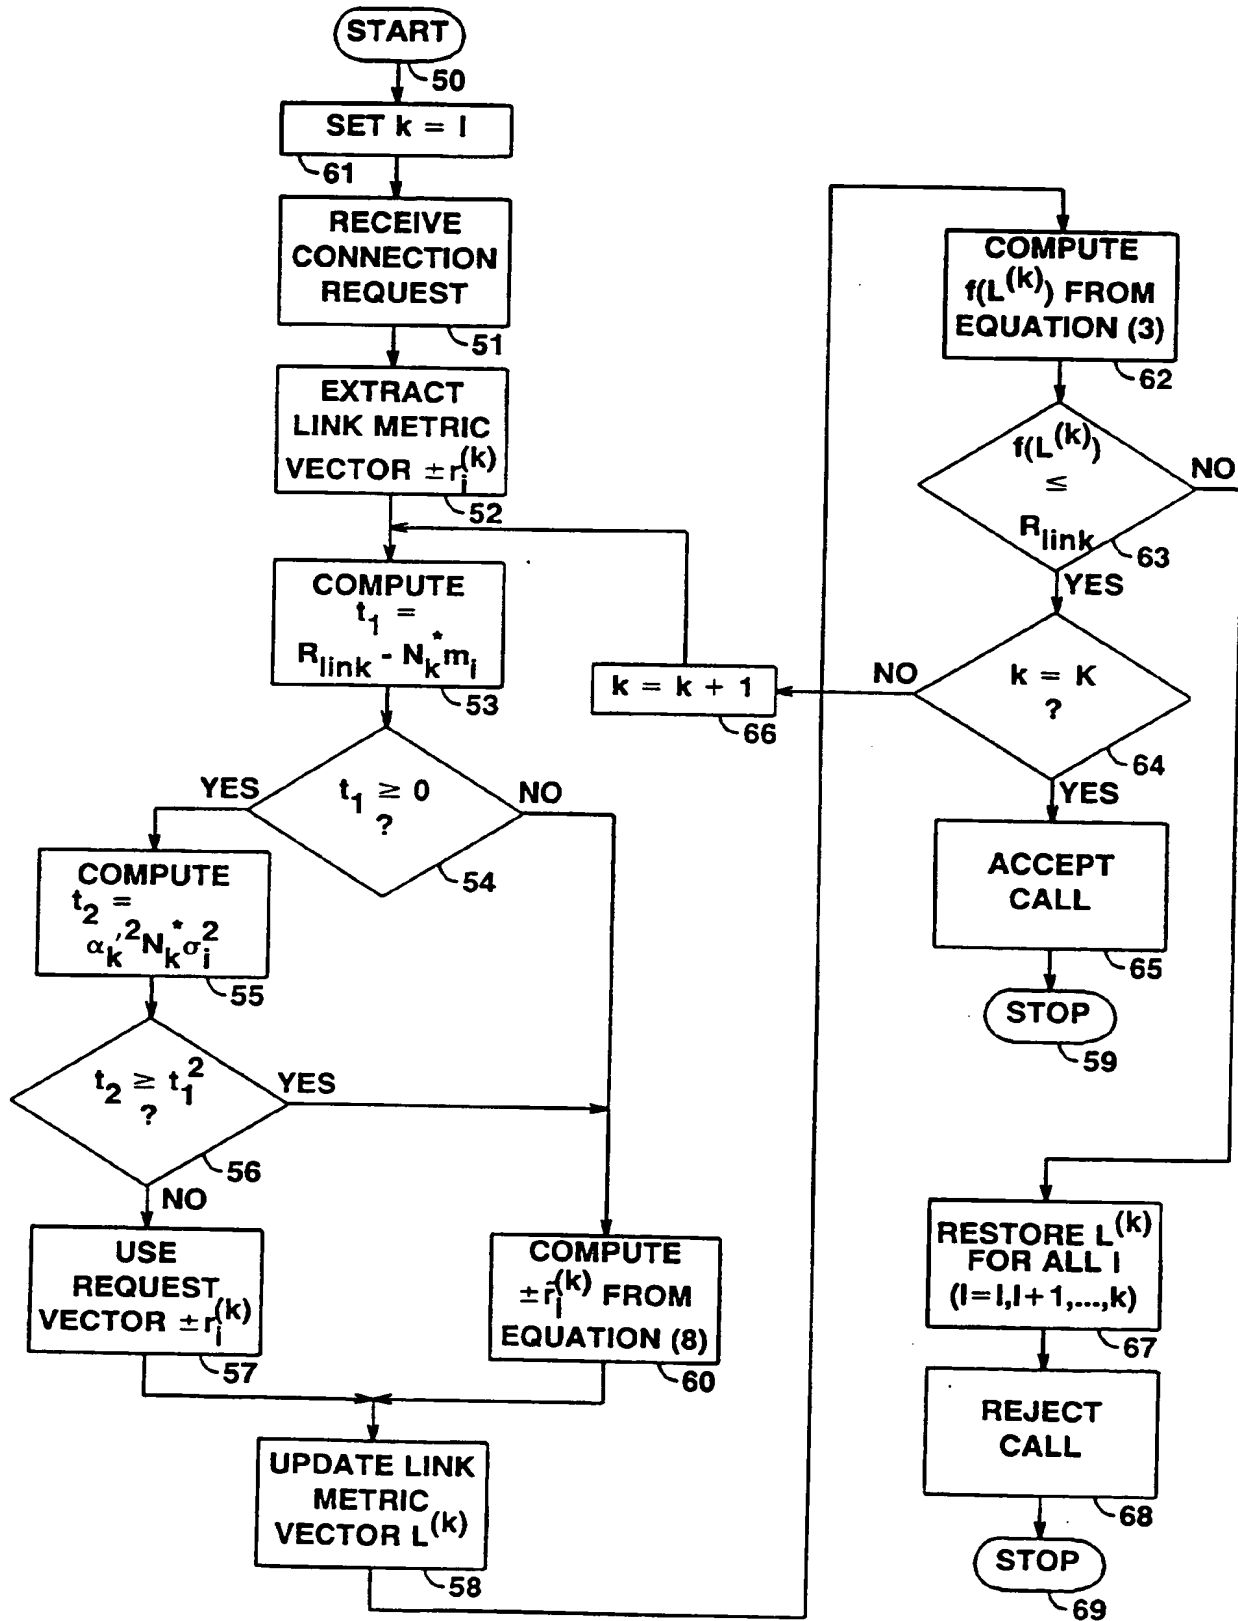 START
50
SET k = I
61
RECEIVE
CONNECTION
REQUEST
51
EXTRACT
LINK METRIC
VECTOR ±r_i^(k)
52
COMPUTE
t_1 =
R_link - N_k^* m_i
53
t_1 ≥ 0
?
54
YES
NO
COMPUTE
t_2 =
α_k'^2 N_k^* σ_i^2
55
t_2 ≥ t_1^2
?
56
YES
NO
USE
REQUEST
VECTOR ±r_i^(k)
57
COMPUTE
±r̃_i^(k) FROM
EQUATION (8)
60
UPDATE LINK
METRIC
VECTOR L^(k)
58
COMPUTE
f(L^(k)) FROM
EQUATION (3)
62
f(L^(k))
≤
R_link
63
NO
YES
k = K
?
64
NO
k = k + 1
66
YES
ACCEPT
CALL
65
STOP
59
RESTORE L^(k)
FOR ALL I
(I=I,I+1,...,k)
67
REJECT
CALL
68
STOP
69